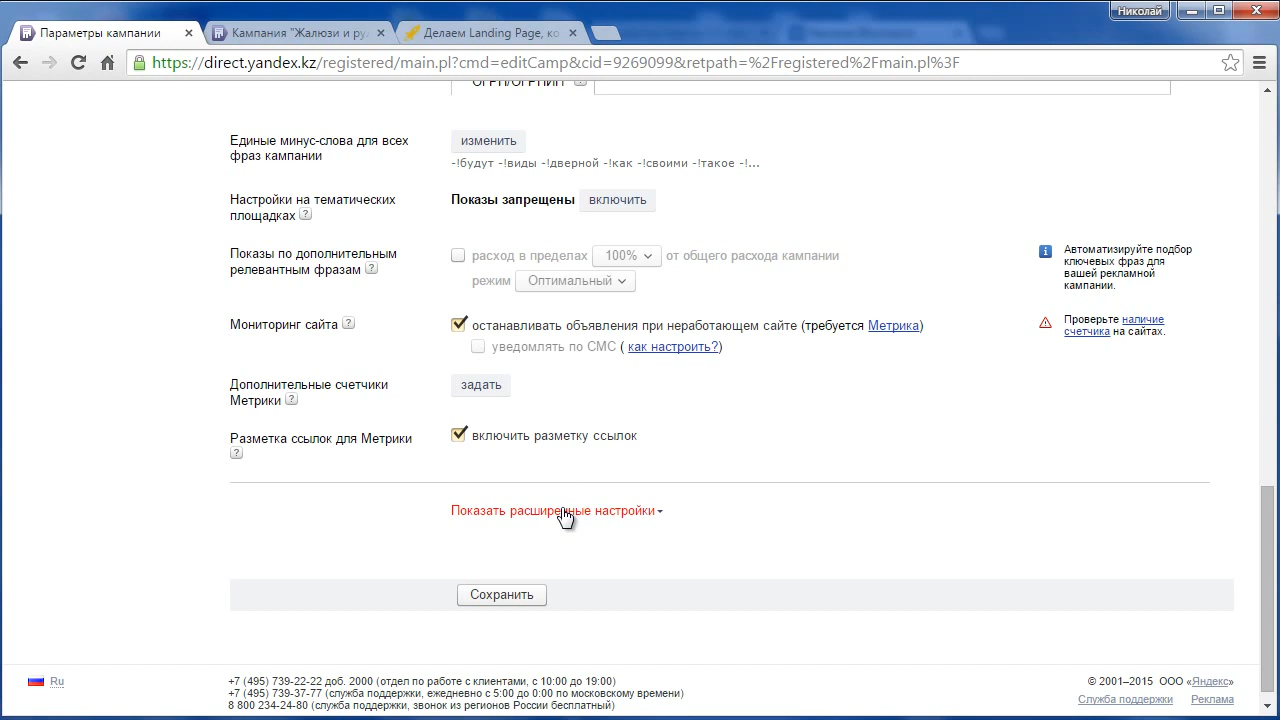 Николай
Параметры кампании
Кампания "Жалюзи и ру
Делаем Landing Page, ко
https://direct.yandex.kz/registered/main.pl?cmd=editCamp&cid=9269099&retpath=%2Fregistered%2Fmain.pl%3F
ОГРН/ОГРНИП ?
Единые минус-слова для всех
фраз кампании
изменить
-!будут -!виды -!дверной -!как -!своими -!такое -!...
Настройки на тематических
площадках ?
Показы запрещены включить
Показы по дополнительным
релевантным фразам ?
расход в пределах 100% от общего расхода кампании
режим Оптимальный
Автоматизируйте подбор
ключевых фраз для
вашей рекламной
кампании.
Мониторинг сайта ?
останавливать объявления при неработающем сайте (требуется Метрика)
уведомлять по СМС ( как настроить?)
Проверьте наличие
счетчика на сайтах.
Дополнительные счетчики
Метрики ?
задать
Разметка ссылок для Метрики
?
включить разметку ссылок
Показать расширенные настройки
Сохранить
Ru
+7 (495) 739-22-22 доб. 2000 (отдел по работе с клиентами, с 10:00 до 19:00)
+7 (495) 739-37-77 (служба поддержки, ежедневно с 5:00 до 0:00 по московскому времени)
8 800 234-24-80 (служба поддержки, звонок из регионов России бесплатный)
© 2001–2015 ООО «Яндекс»
Служба поддержки Реклама